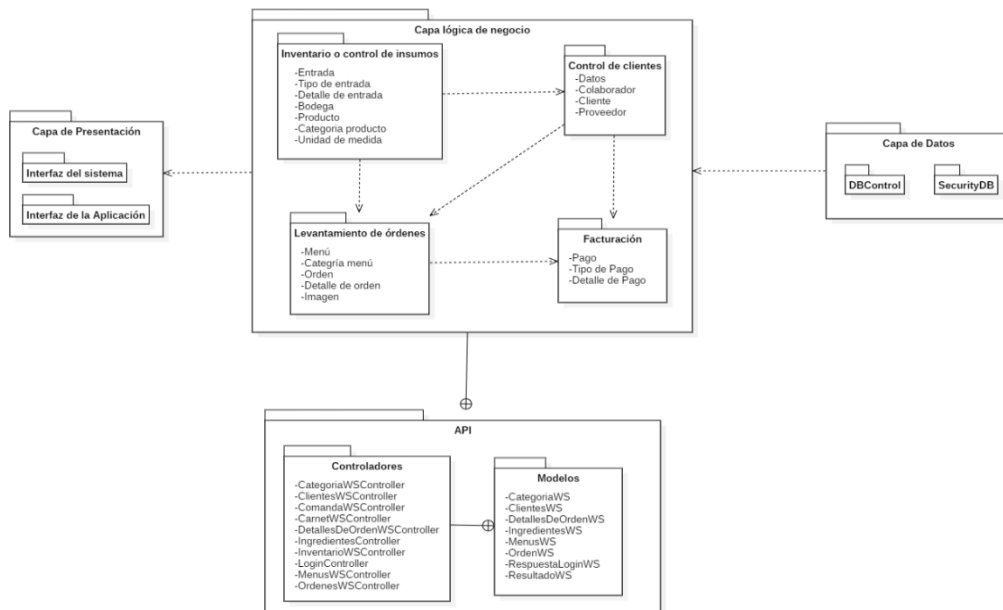 Capa lógica de negocio
Inventario o control de insumos
-Entrada
-Tipo de entrada
-Detalle de entrada
-Bodega
-Producto
-Categoria producto
-Unidad de medida
Control de clientes
-Datos
-Colaborador
-Cliente
-Proveedor
Capa de Presentación
Interfaz del sistema
Interfaz de la Aplicación
Capa de Datos
DBControl
SecurityDB
Levantamiento de órdenes
-Menú
-Categría menú
-Orden
-Detalle de orden
-Imagen
Facturación
-Pago
-Tipo de Pago
-Detalle de Pago
API
Controladores
-CategoriaWSController
-ClientesWSController
-ComandaWSController
-CarnetWSController
-DetallesDeOrdenWSController
-IngredientesController
-InventarioWSController
-LoginController
-MenusWSController
-OrdenesWSController
Modelos
-CategoriaWS
-ClientesWS
-DetallesDeOrdenWS
-IngredientesWS
-MenusWS
-OrdenWS
-RespuestaLoginWS
-ResultadoWS